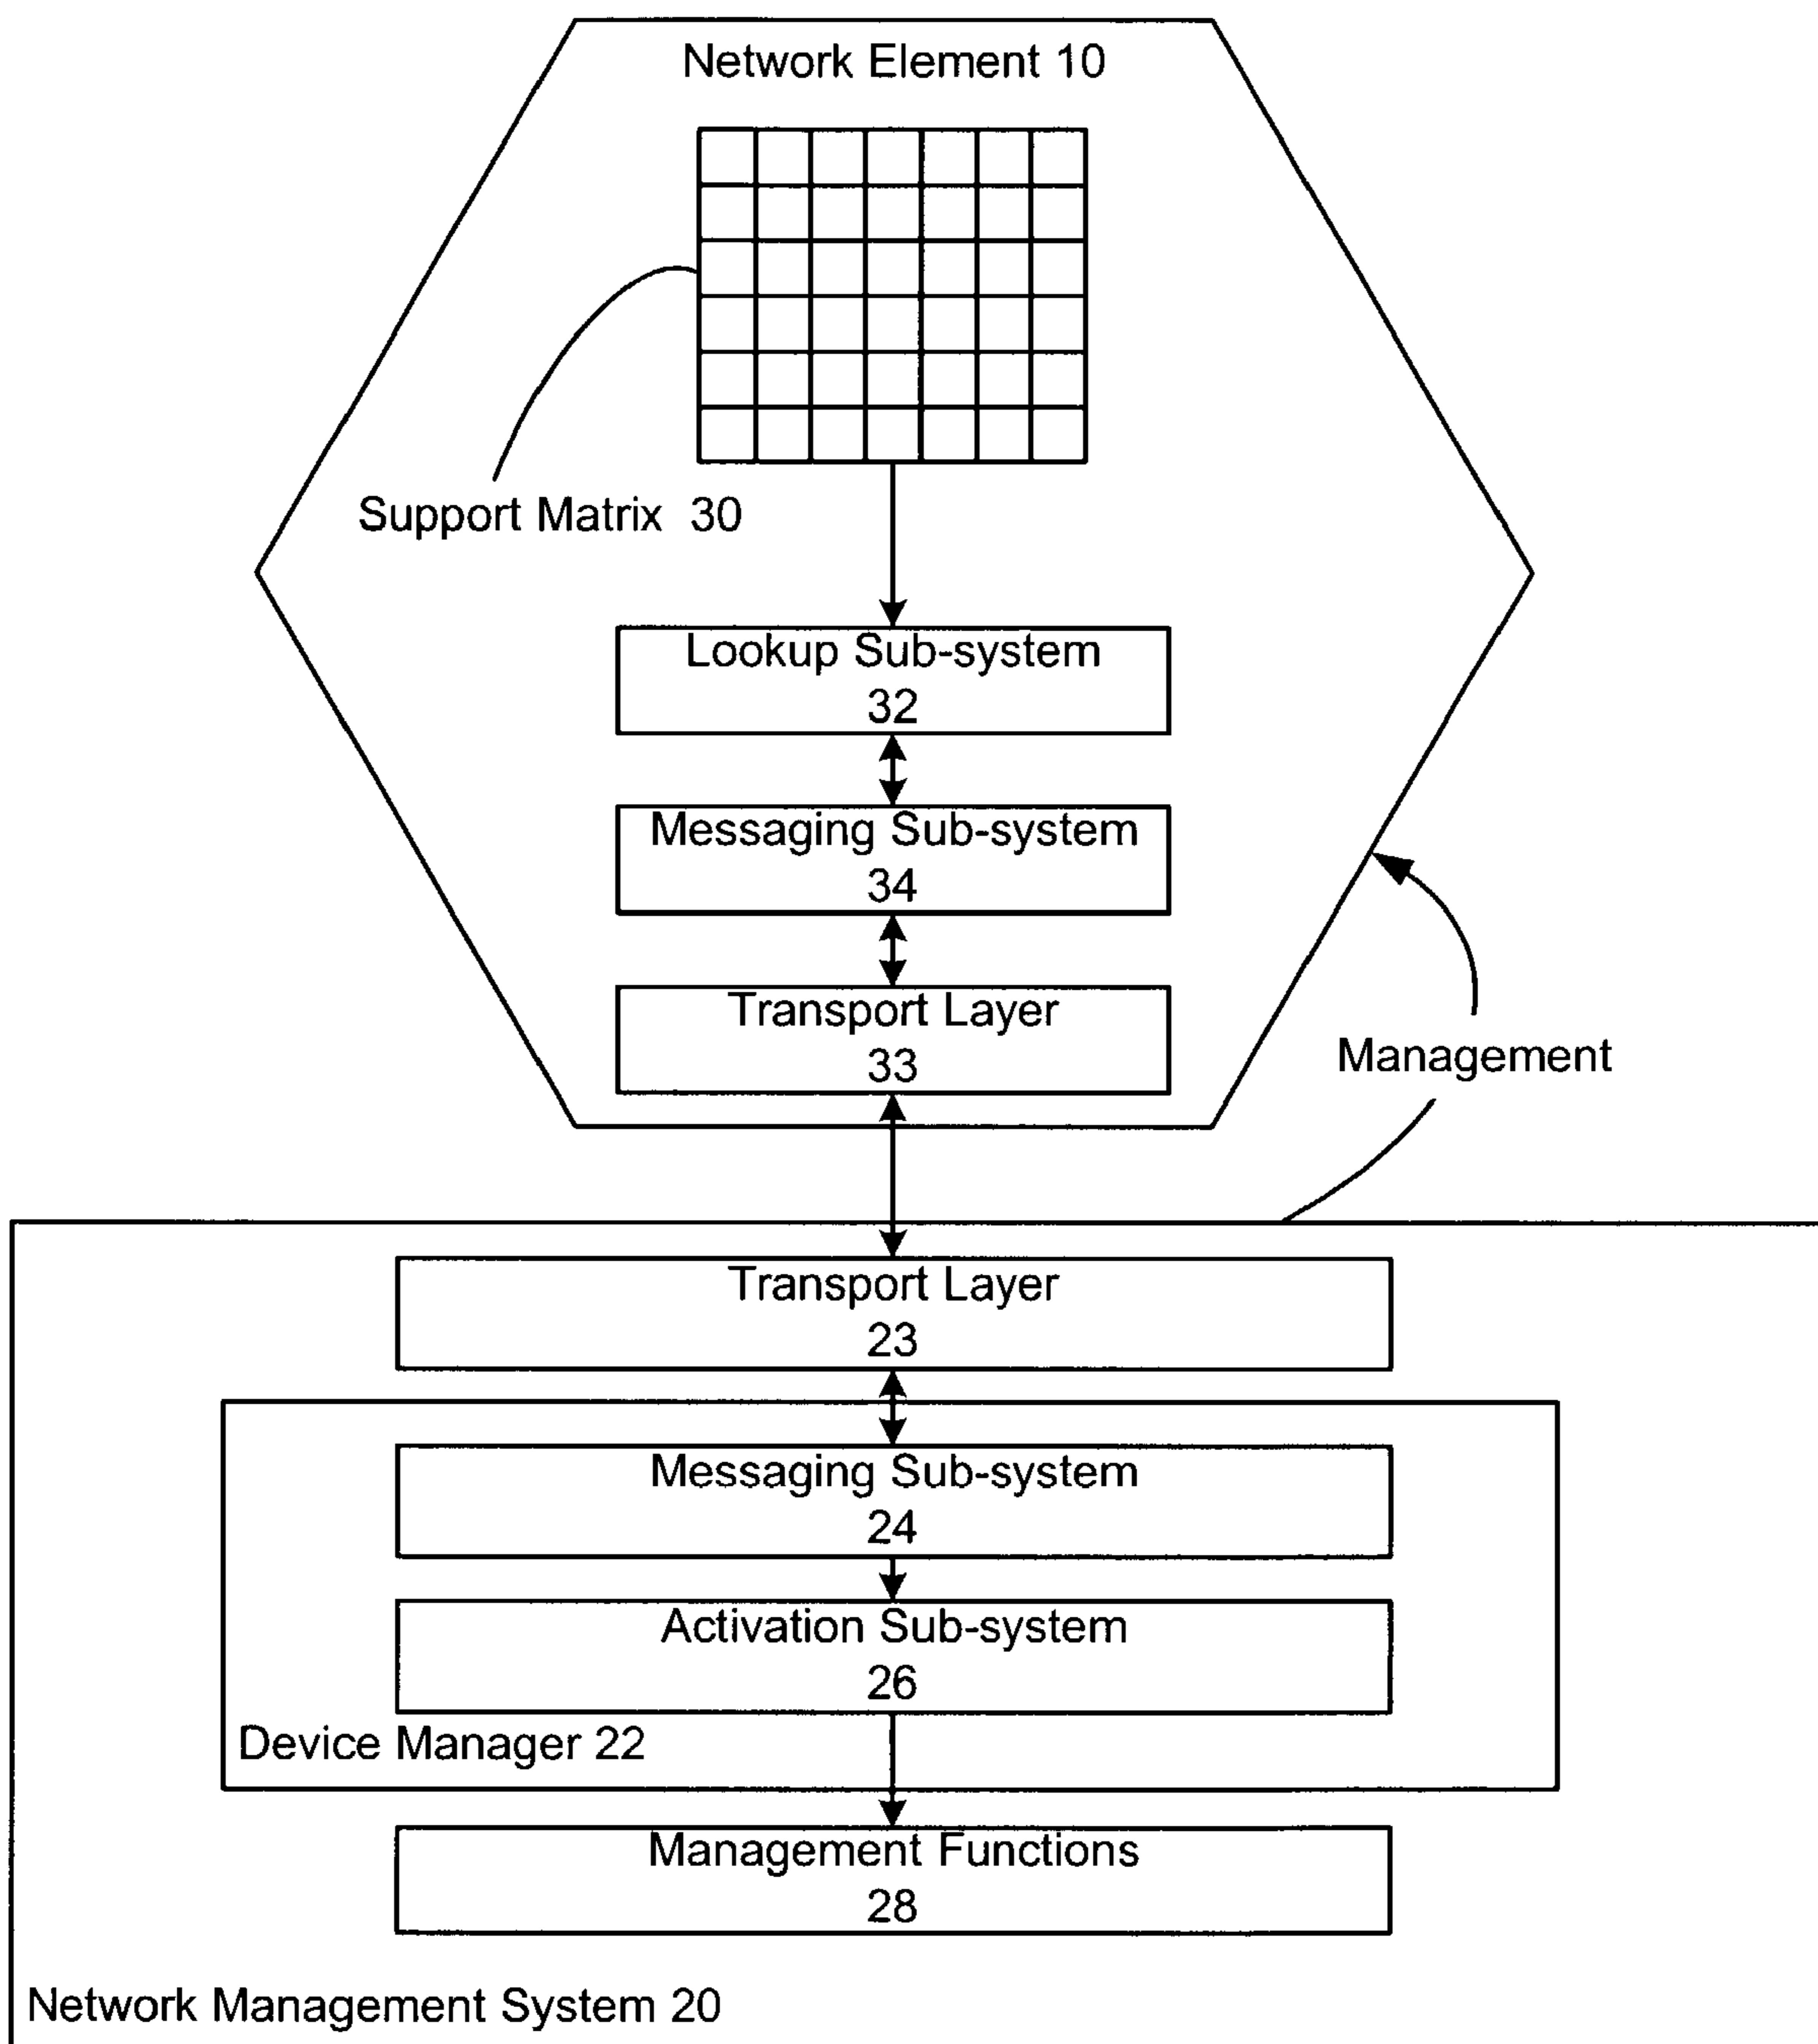 Network Element 10
Support Matrix 30
Lookup Sub-system
32
Messaging Sub-system
34
Transport Layer
33
Management
Transport Layer
23
Messaging Sub-system
24
Activation Sub-system
26
Device Manager 22
Management Functions
28
Network Management System 20